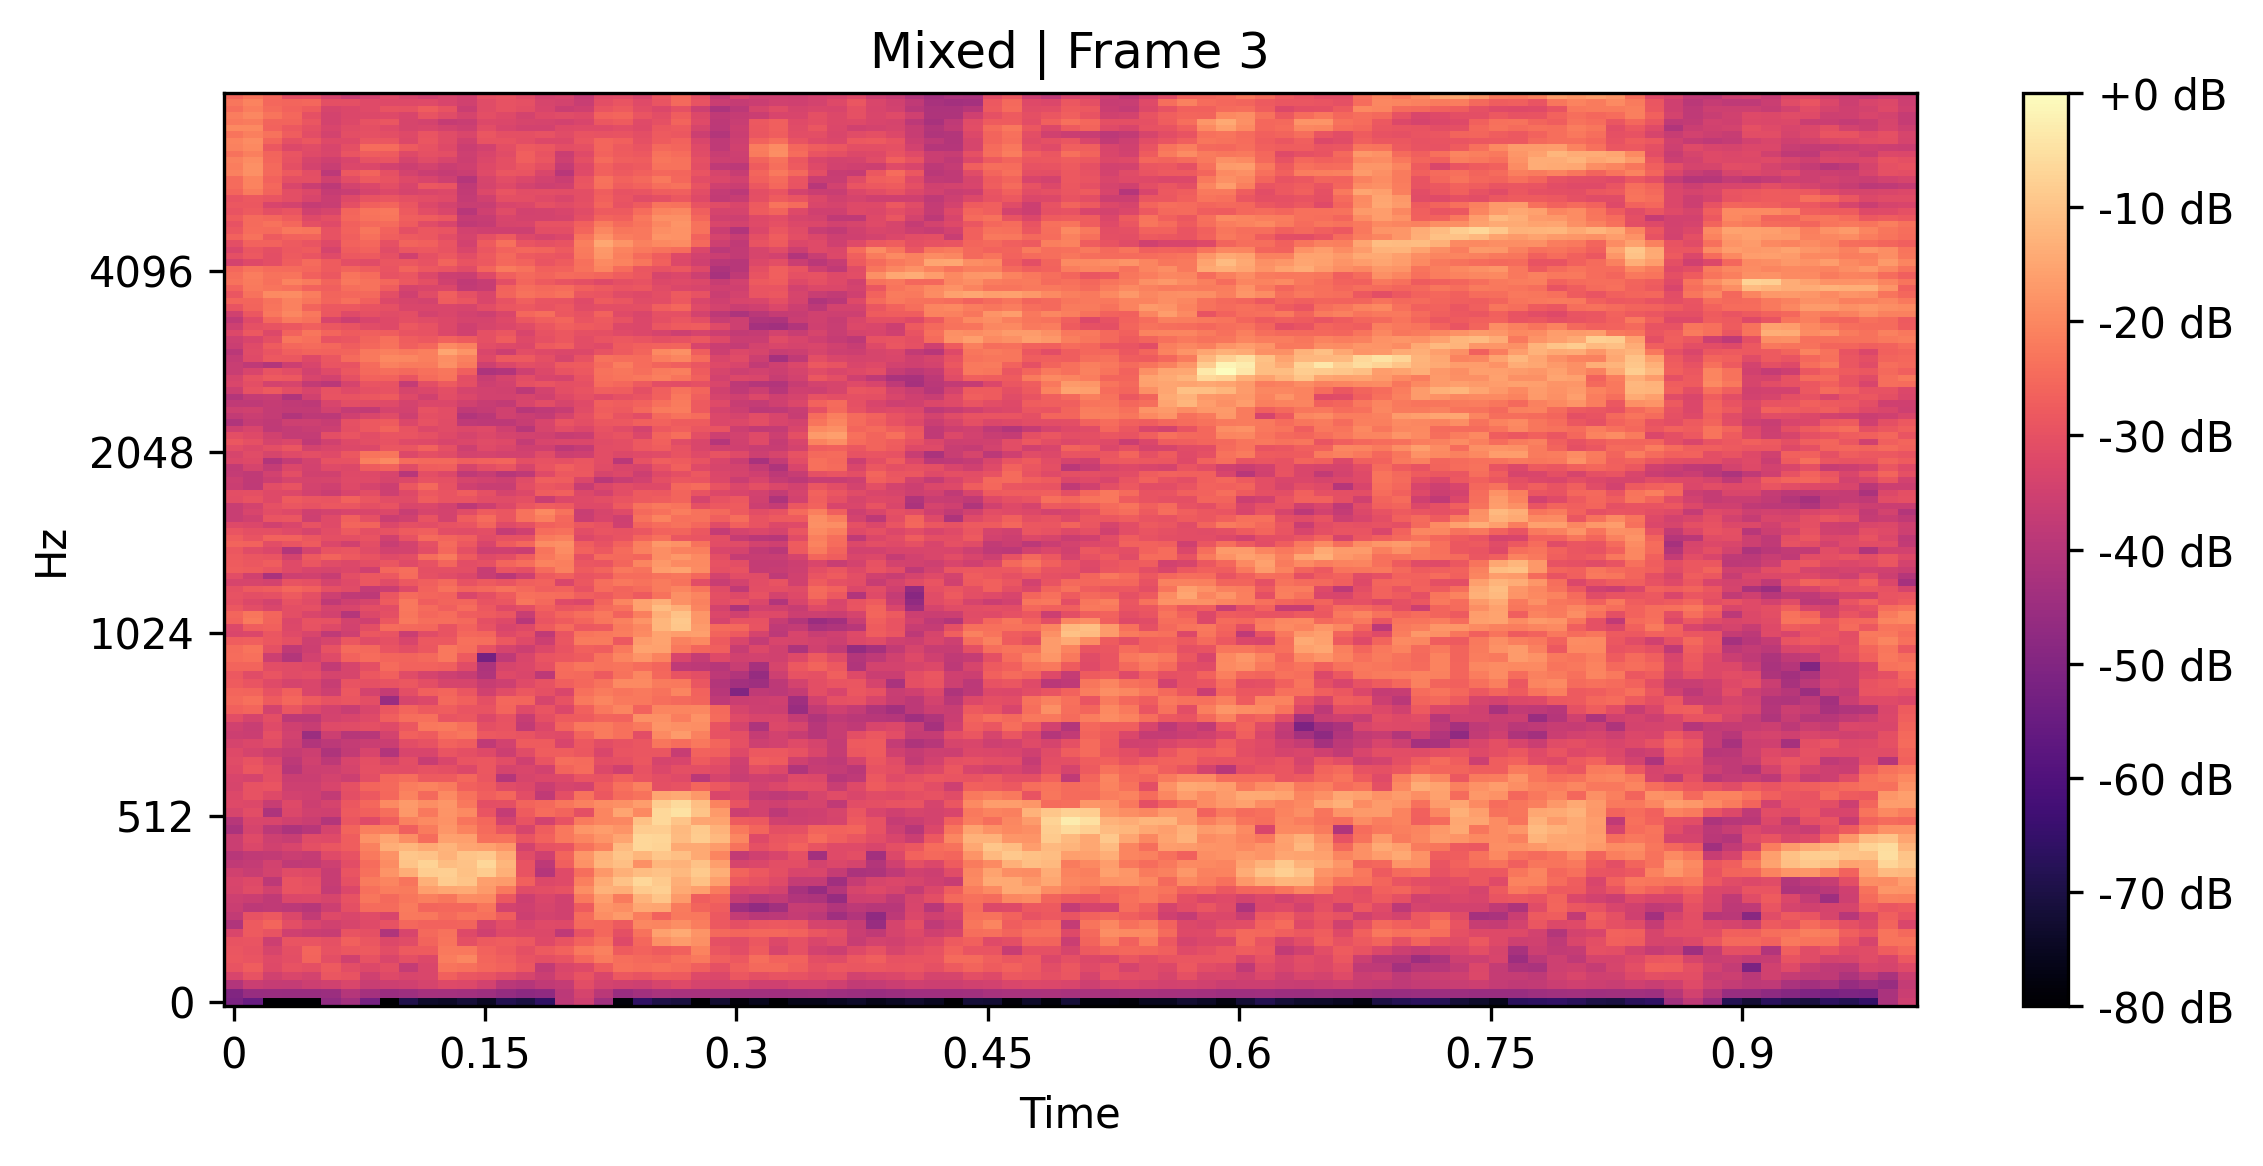 Mixed | Frame 3
+0 dB
-10 dB
-20 dB
-30 dB
-40 dB
-50 dB
-60 dB
-70 dB
-80 dB
Hz
4096
2048
1024
512
0
0 0.15 0.3 0.45 0.6 0.75 0.9
Time